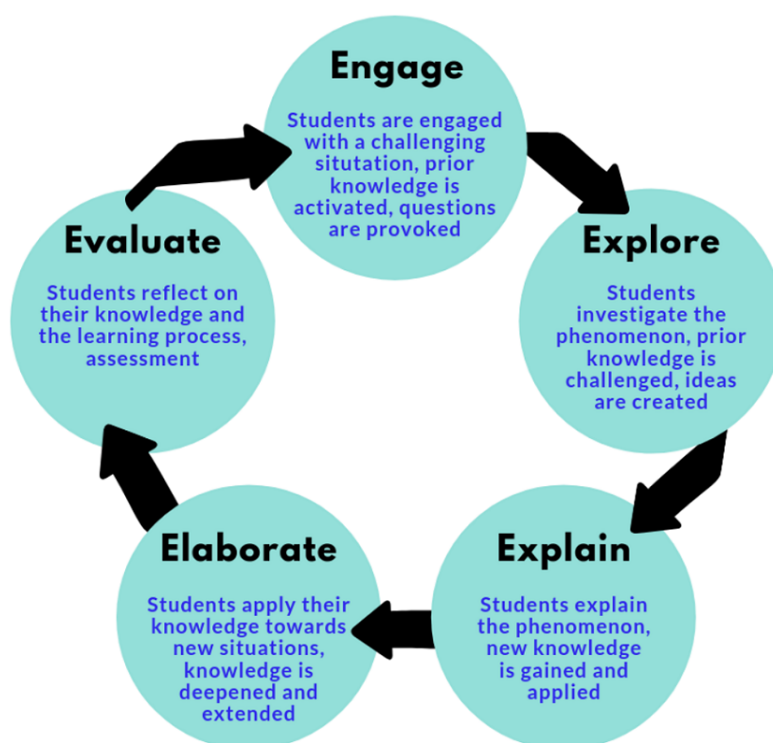 Engage
Students are engaged
with a challenging
situtation, prior
knowledge is
activated, questions
are provoked
Explore
Students
investigate the
phenomenon, prior
knowledge is
challenged, ideas
are created
Explain
Students explain
the phenomenon,
new knowledge
is gained and
applied
Elaborate
Students apply their
knowledge towards
new situations,
knowledge is
deepened and
extended
Evaluate
Students reflect on
their knowledge and
the learning process,
assessment